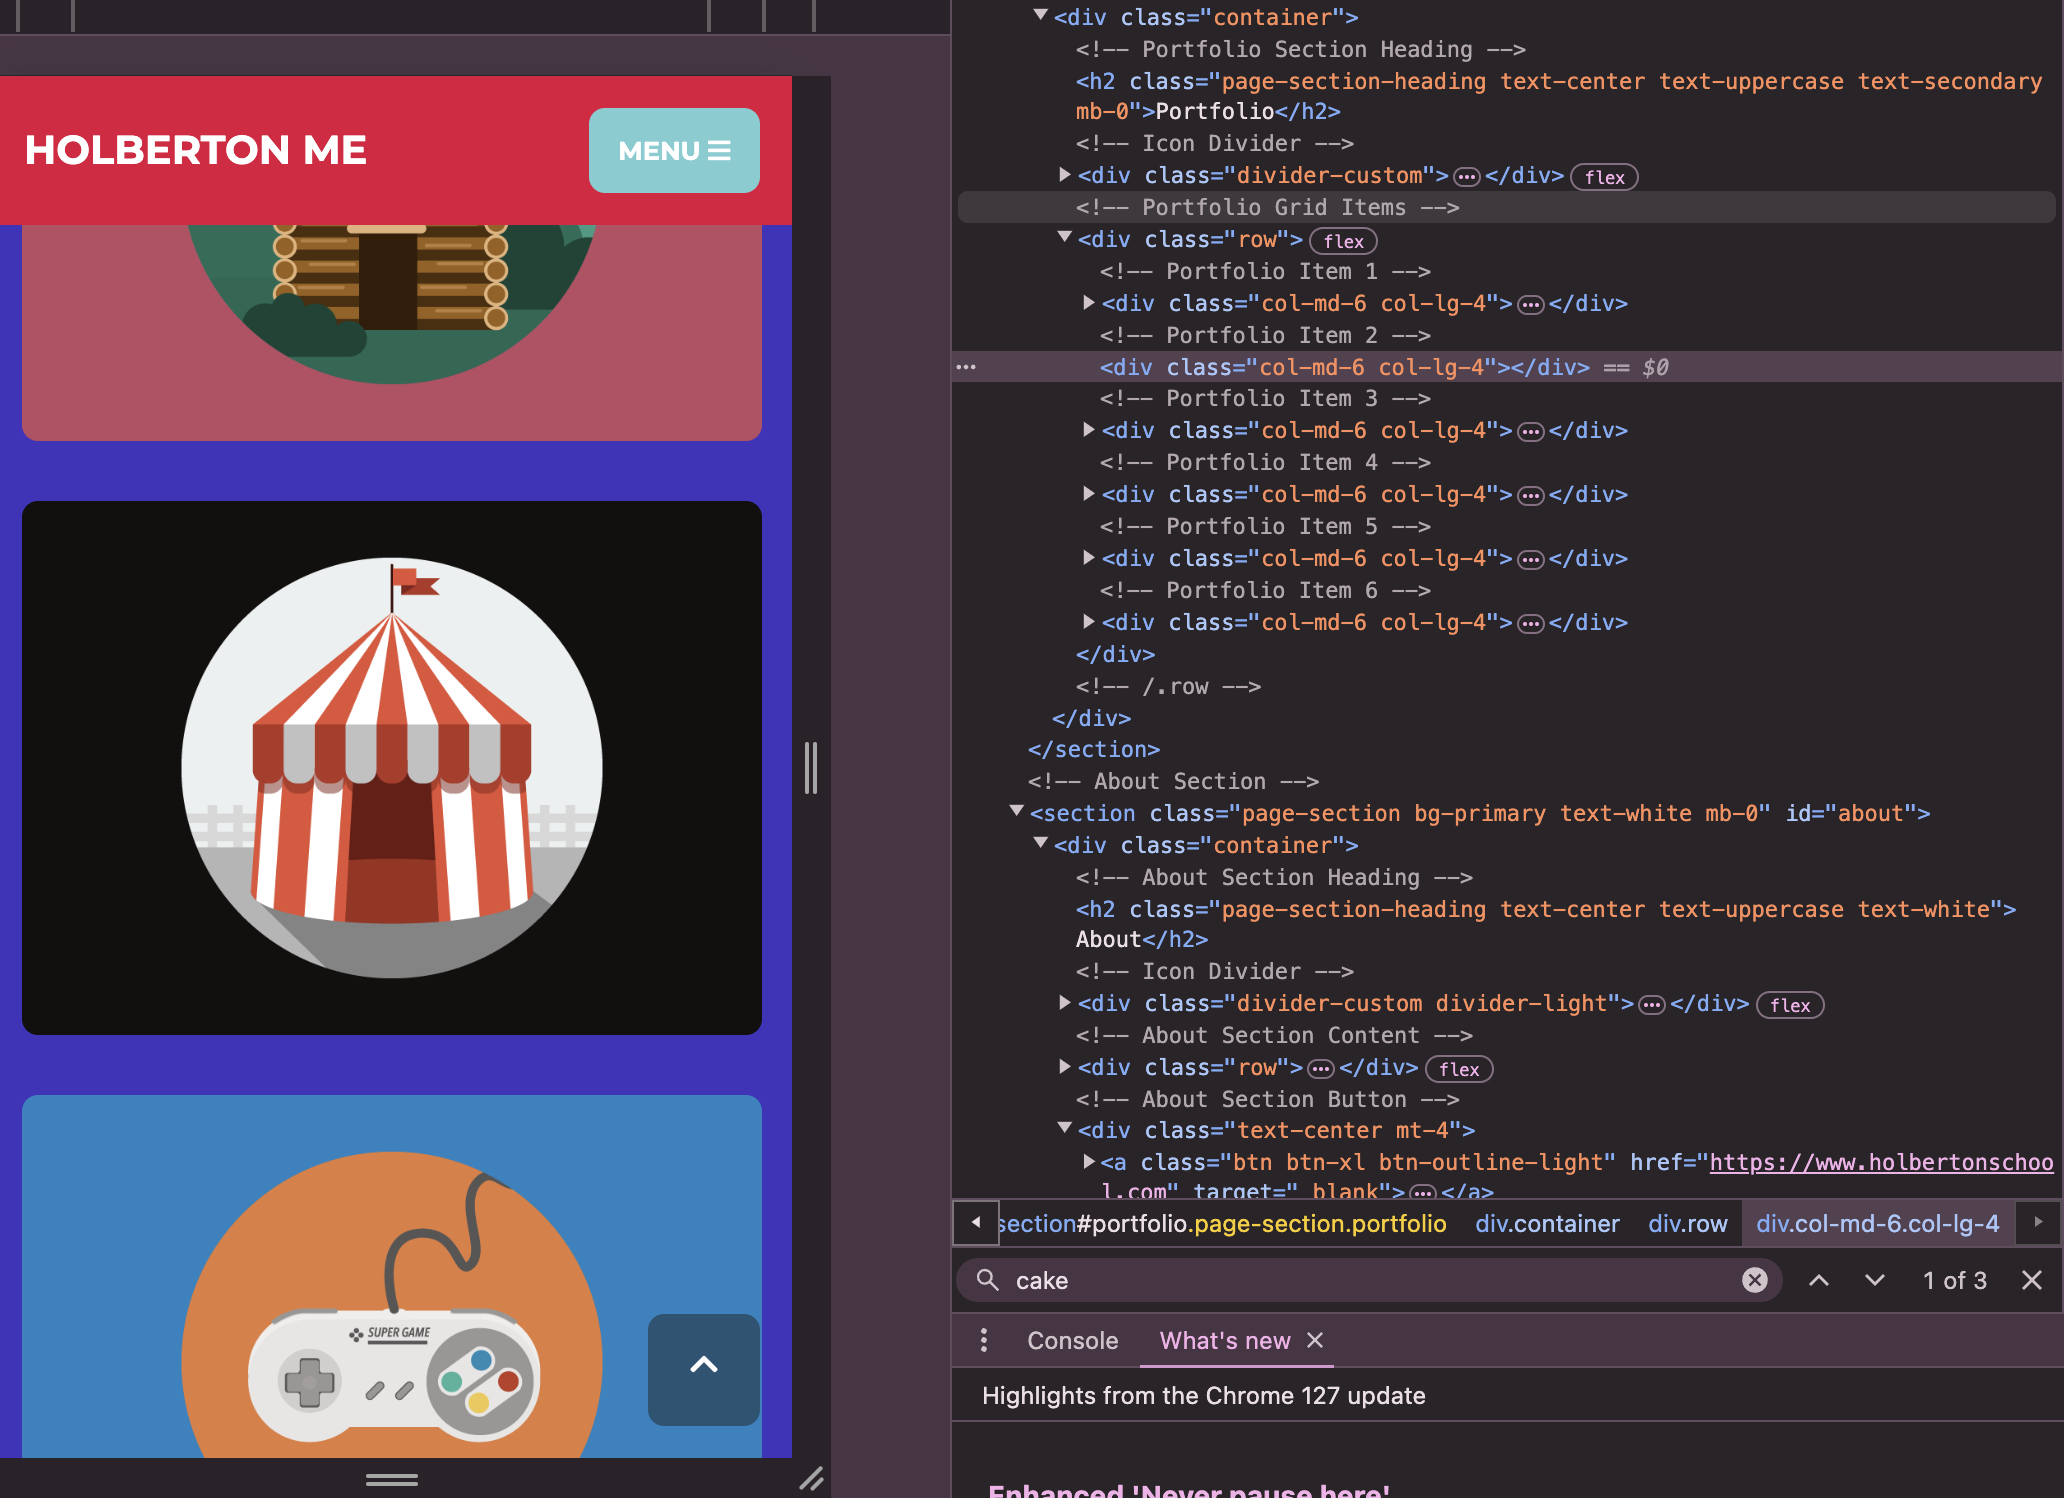 HOLBERTON ME
MENU
SUPER GAME
<div class="container">
<!-- Portfolio Section Heading -->
<h2 class="page-section-heading text-center text-uppercase text-secondary
mb-0">Portfolio</h2>
<!-- Icon Divider -->
<div class="divider-custom">…</div> flex
<!-- Portfolio Grid Items -->
<div class="row"> flex
<!-- Portfolio Item 1 -->
<div class="col-md-6 col-lg-4">…</div>
<!-- Portfolio Item 2 -->
<div class="col-md-6 col-lg-4"></div> == $0
<!-- Portfolio Item 3 -->
<div class="col-md-6 col-lg-4">…</div>
<!-- Portfolio Item 4 -->
<div class="col-md-6 col-lg-4">…</div>
<!-- Portfolio Item 5 -->
<div class="col-md-6 col-lg-4">…</div>
<!-- Portfolio Item 6 -->
<div class="col-md-6 col-lg-4">…</div>
</div>
<!-- /.row -->
</div>
</section>
<!-- About Section -->
<section class="page-section bg-primary text-white mb-0" id="about">
<div class="container">
<!-- About Section Heading -->
<h2 class="page-section-heading text-center text-uppercase text-white">
About</h2>
<!-- Icon Divider -->
<div class="divider-custom divider-light">…</div> flex
<!-- About Section Content -->
<div class="row">…</div> flex
<!-- About Section Button -->
<div class="text-center mt-4">
<a class="btn btn-xl btn-outline-light" href="https://www.holbertonschoo
l.com" target="_blank">…</a>
section#portfolio.page-section.portfolio div.container div.row div.col-md-6.col-lg-4
cake 1 of 3
Console What's new
Highlights from the Chrome 127 update
Enhanced 'Never pause here'